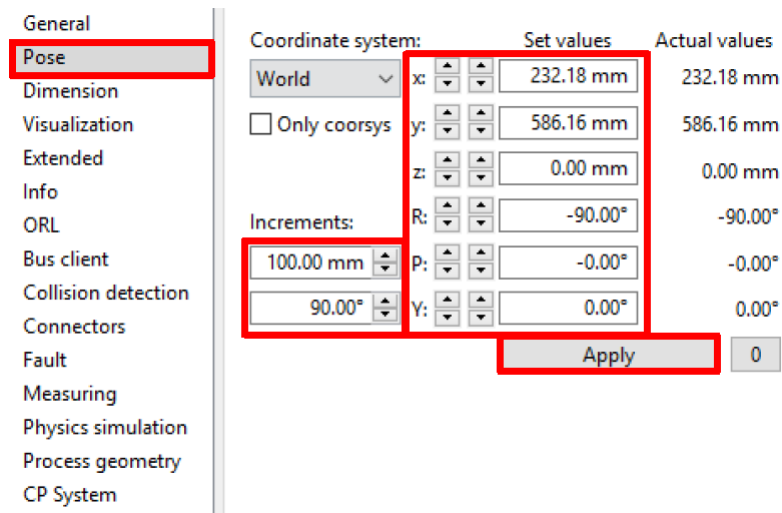 General
Pose
Dimension
Visualization
Extended
Info
ORL
Bus client
Collision detection
Connectors
Fault
Measuring
Physics simulation
Process geometry
CP System
Coordinate system: Set values Actual values
World x: 232.18 mm 232.18 mm
Only coorsys y: 586.16 mm 586.16 mm
z: 0.00 mm 0.00 mm
Increments: R: -90.00° -90.00°
100.00 mm P: -0.00° -0.00°
90.00° Y: 0.00° 0.00°
Apply 0